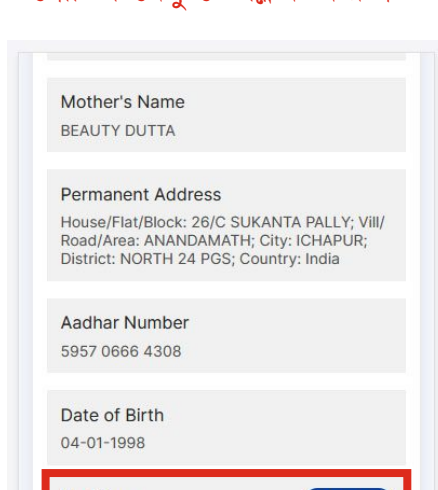 Mother's Name
BEAUTY DUTTA
Permanent Address
House/Flat/Block: 26/C SUKANTA PALLY; Vill/
Road/Area: ANANDAMATH; City: ICHAPUR;
District: NORTH 24 PGS; Country: India
Aadhar Number
5957 0666 4308
Date of Birth
04-01-1998